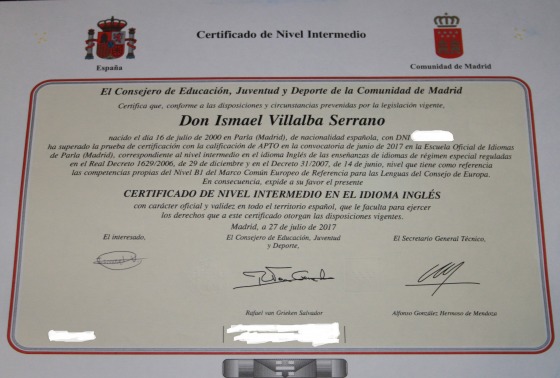 Certificado de Nivel Intermedio
España
Comunidad de Madrid
El Consejero de Educación, Juventud y Deporte de la Comunidad de Madrid
Certifica que, conforme a las disposiciones y circunstancias prevenidas por la legislación vigente,
Don Ismael Villalba Serrano
nacido el día 16 de julio de 2000 en Parla (Madrid), de nacionalidad española, con DNI
ha superado la prueba de certificación con la calificación de APTO en la convocatoria de junio de 2017 en la Escuela Oficial de Idiomas
de Parla (Madrid), correspondiente al nivel intermedio en el idioma Inglés de las enseñanzas de idiomas de régimen especial reguladas
en el Real Decreto 1629/2006, de 29 de diciembre y en el Decreto 31/2007, de 14 de junio, nivel que tiene como referencia
las competencias propias del Nivel B1 del Marco Común Europeo de Referencia para las Lenguas del Consejo de Europa.
En consecuencia, expide a su favor el presente
CERTIFICADO DE NIVEL INTERMEDIO EN EL IDIOMA INGLÉS
con carácter oficial y validez en todo el territorio español, que le faculta para ejercer
los derechos que a este certificado otorgan las disposiciones vigentes.
Madrid, a 27 de julio de 2017
El interesado,
El Consejero de Educación, Juventud
y Deporte,
El Secretario General Técnico,
Rafael van Grieken Salvador
Alfonso González Hermoso de Mendoza